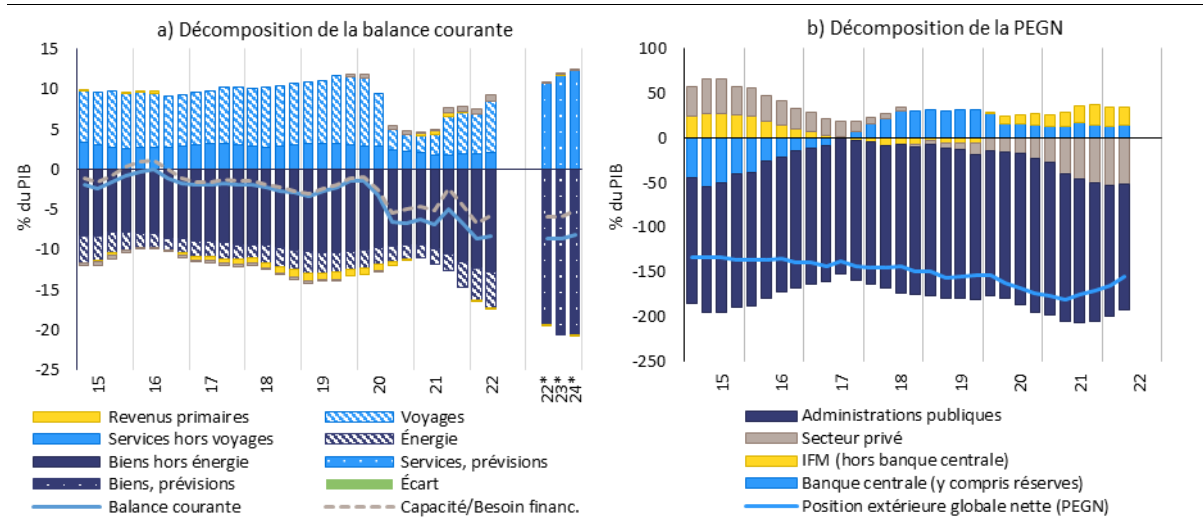 a) Décomposition de la balance courante
15
10
5
0
-5
-10
-15
-20
-25
% du PIB
15
16
17
18
19
20
21
22
22*
23*
24*
Revenus primaires
Voyages
Services hors voyages
Énergie
Biens hors énergie
Services, prévisions
Biens, prévisions
Écart
Balance courante
Capacité/Besoin financ.
b) Décomposition de la PEGN
100
50
0
-50
-100
-150
-200
-250
% du PIB
15
16
17
18
19
20
21
22
Administrations publiques
Secteur privé
IFM (hors banque centrale)
Banque centrale (y compris réserves)
Position extérieure globale nette (PEGN)